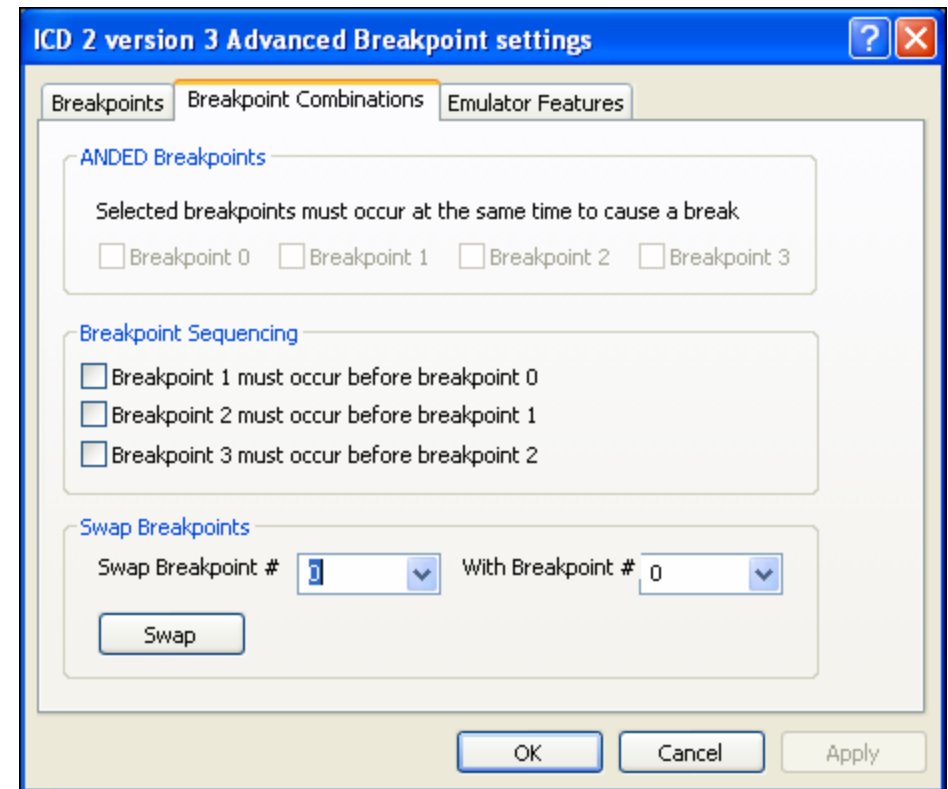 ICD 2 version 3 Advanced Breakpoint settings
Breakpoints Breakpoint Combinations Emulator Features
ANDED Breakpoints
Selected breakpoints must occur at the same time to cause a break
Breakpoint 0 Breakpoint 1 Breakpoint 2 Breakpoint 3
Breakpoint Sequencing
Breakpoint 1 must occur before breakpoint 0
Breakpoint 2 must occur before breakpoint 1
Breakpoint 3 must occur before breakpoint 2
Swap Breakpoints
Swap Breakpoint # 0 With Breakpoint # 0
Swap
OK Cancel Apply